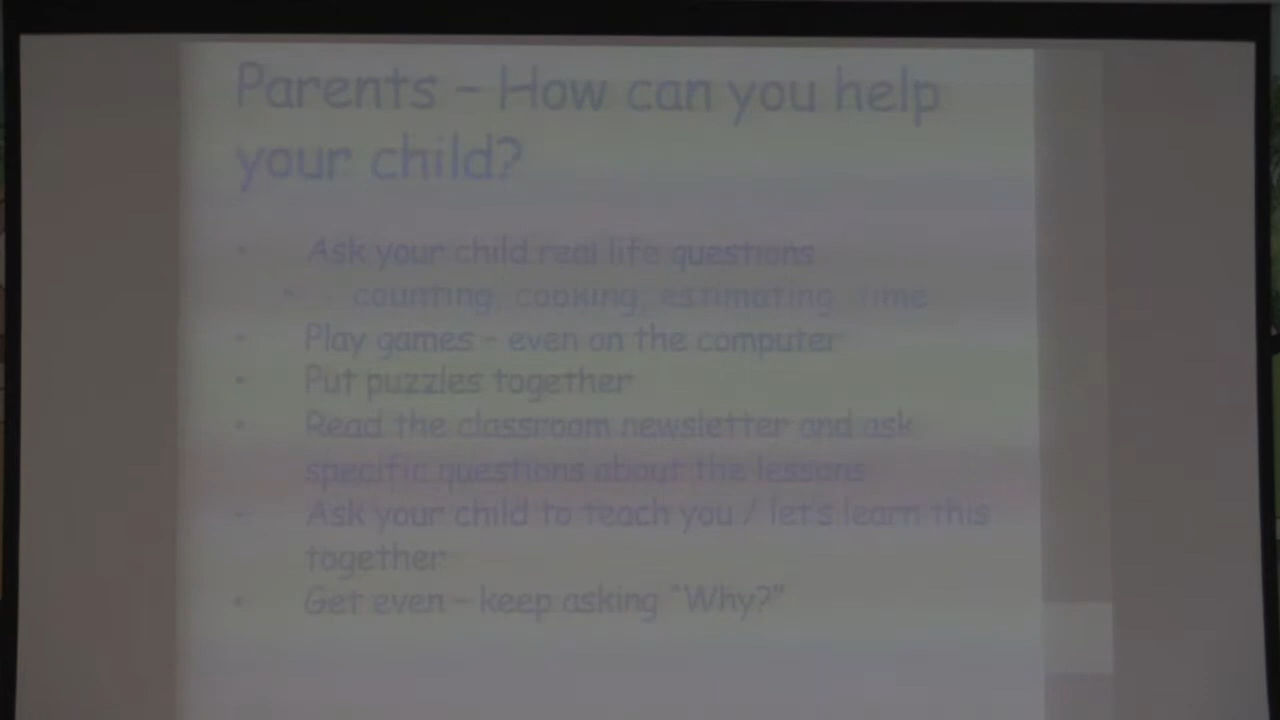 Parents – How can you help
your child?
• Ask your child real life questions
• counting, cooking, estimating time
• Play games - even on the computer
• Put puzzles together
• Read the classroom newsletter and ask
specific questions about the lessons
• Ask your child to teach you / let's learn this
together
• Get even – keep asking "Why?"